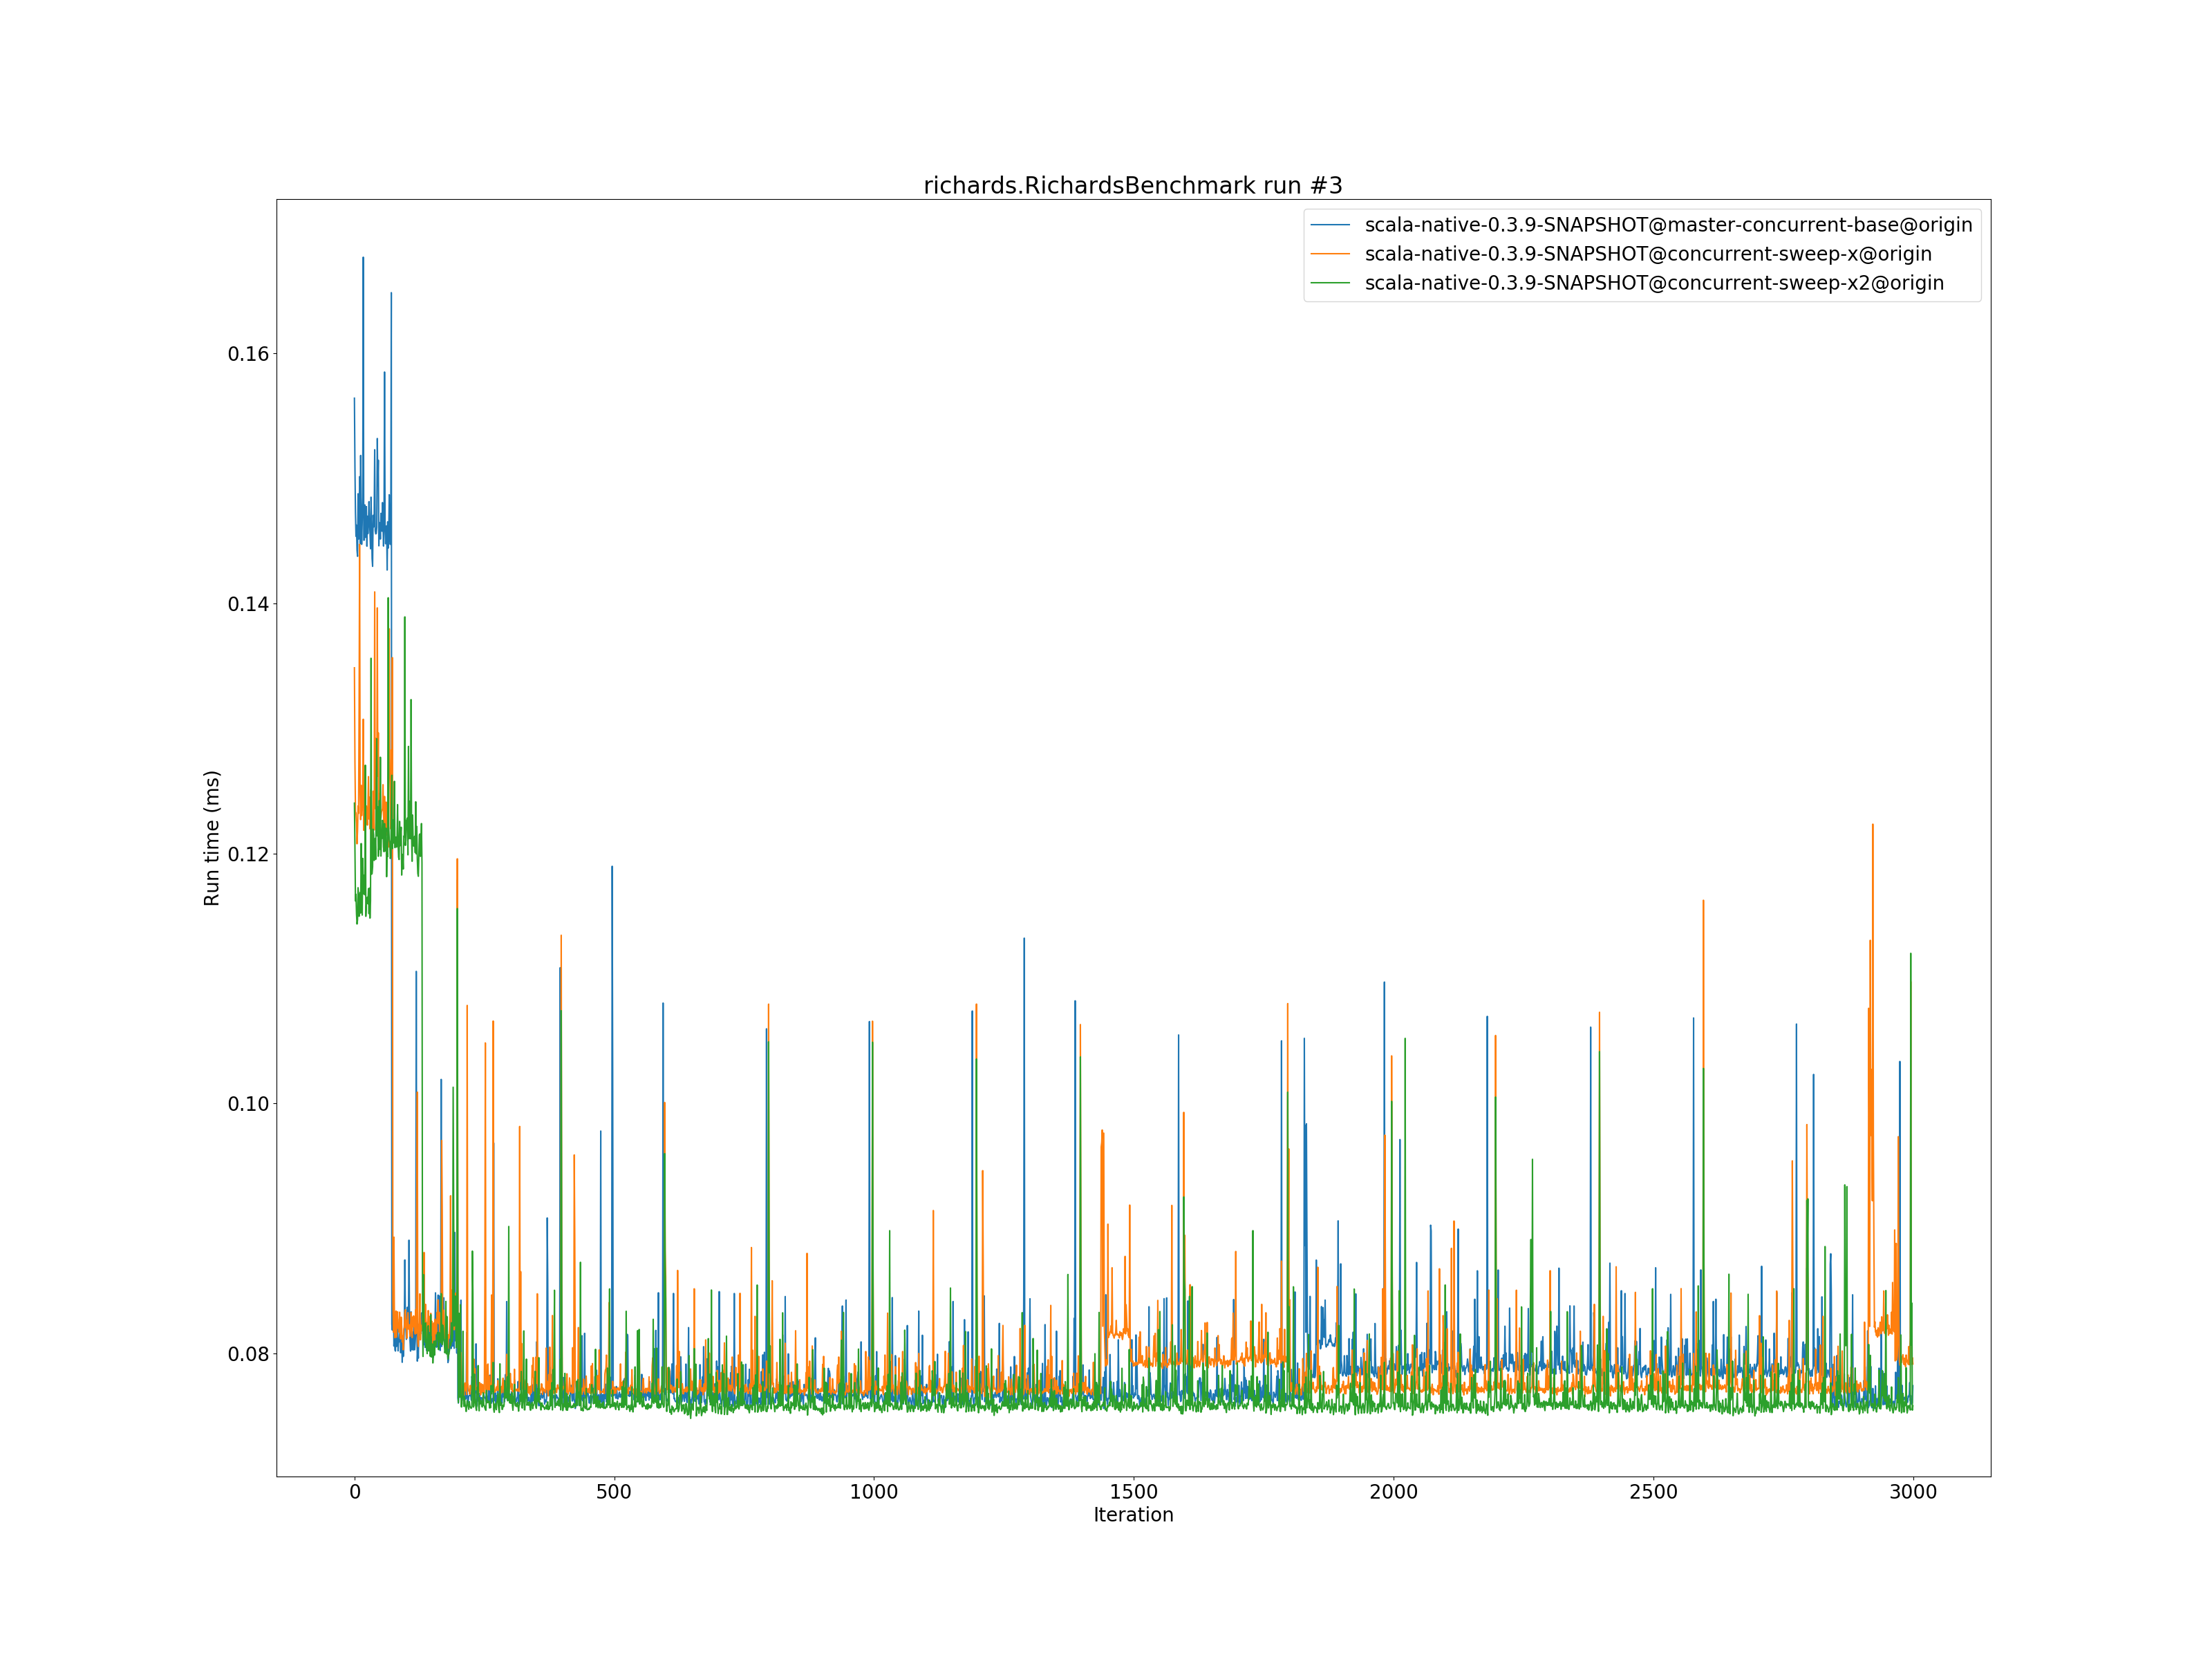 richards.RichardsBenchmark run #3
scala-native-0.3.9-SNAPSHOT@master-concurrent-base@origin
scala-native-0.3.9-SNAPSHOT@concurrent-sweep-x@origin
scala-native-0.3.9-SNAPSHOT@concurrent-sweep-x2@origin
Run time (ms)
0.16
0.14
0.12
0.10
0.08
0 500 1000 1500 2000 2500 3000
Iteration